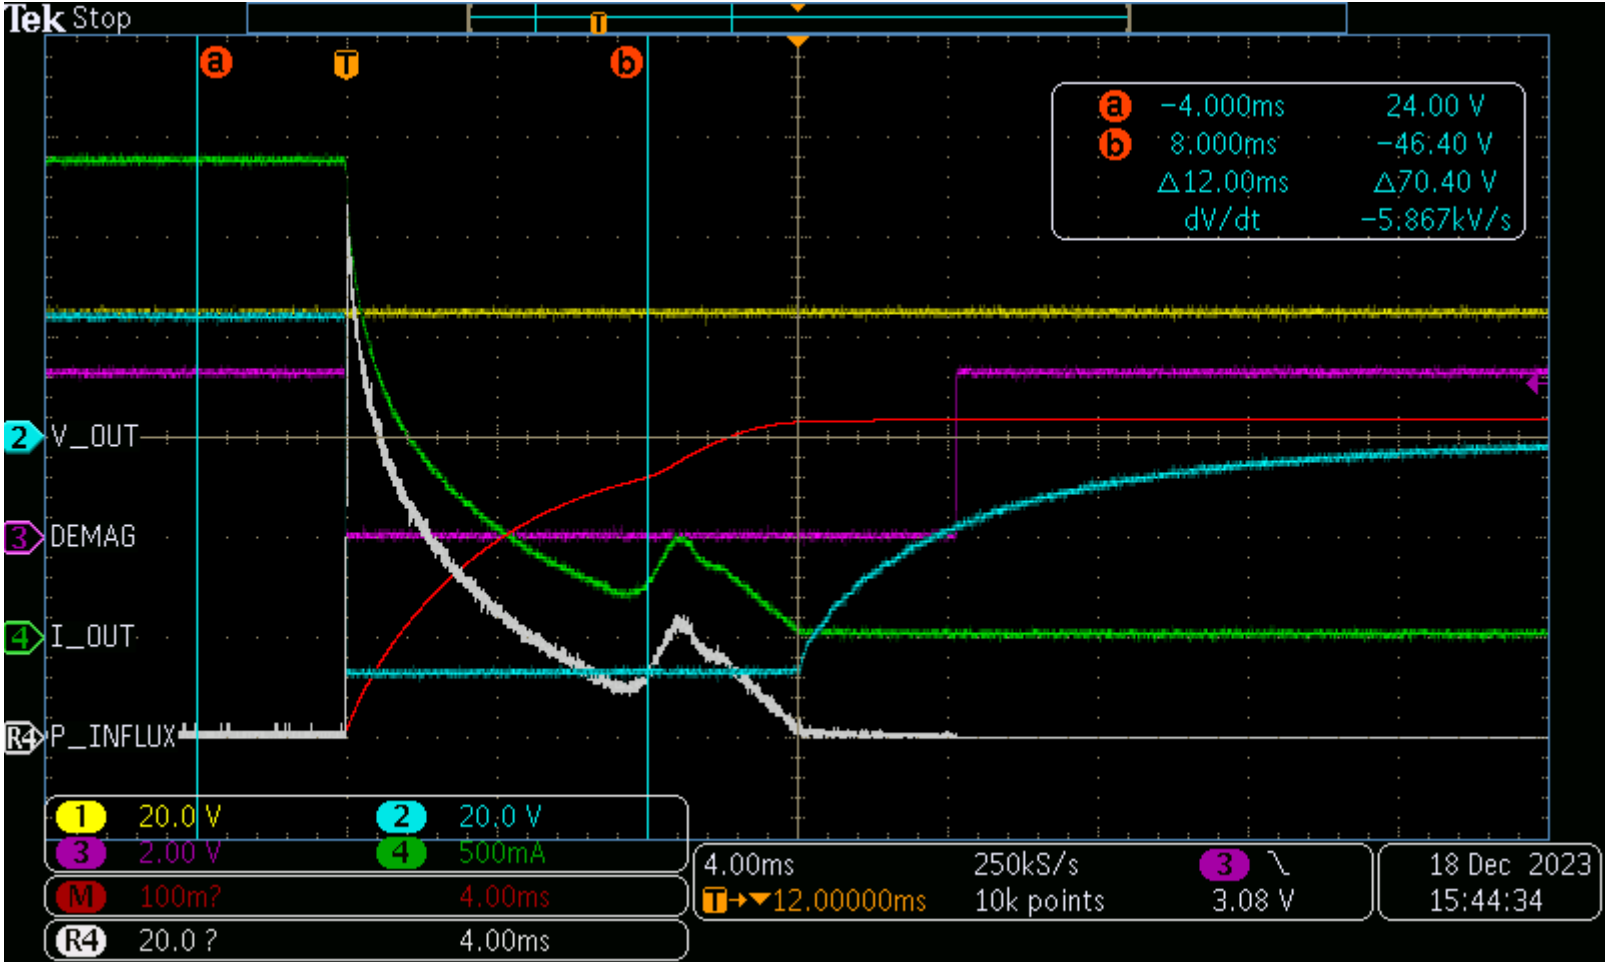 Tek Stop
T
a T b
a −4.000ms 24.00 V
b 8.000ms −46.40 V
△12.00ms △70.40 V
dV/dt −5.867kV/s
2 V_OUT
3 DEMAG
4 I_OUT
R4 P_INFLUX
1 20.0 V 2 20.0 V
3 2.00 V 4 500mA
M 100m? 4.00ms
R4 20.0 ? 4.00ms
4.00ms 250kS/s 3 \
T→▼12.00000ms 10k points 3.08 V
18 Dec 2023
15:44:34